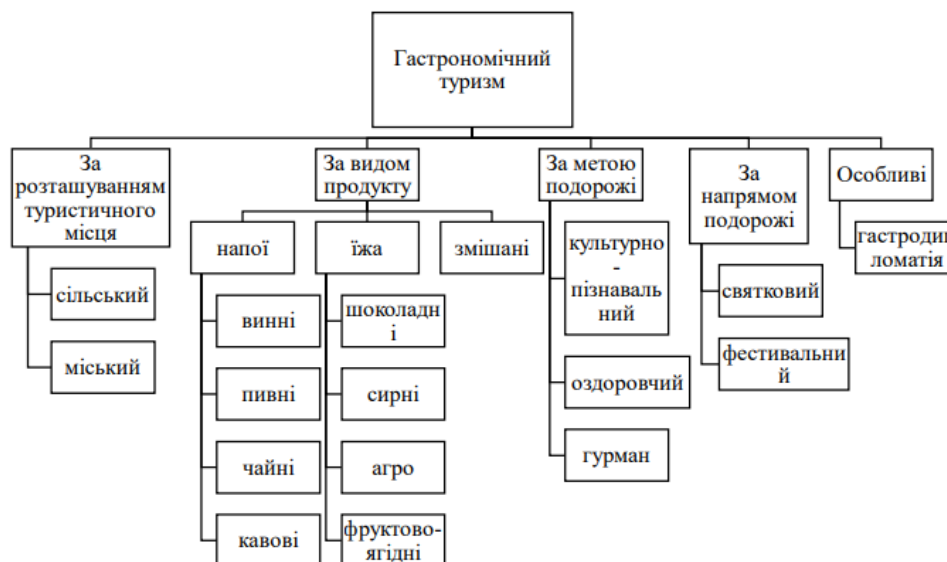 Гастрономічний
туризм
За
розташуванням
туристичного
місця
сільський
міський
За видом
продукту
напої
винні
пивні
чайні
кавові
їжа
шоколадн
і
сирні
агро
фруктово-
ягідні
змішані
За метою
подорожі
культурно
-
пізнаваль
ний
оздоровчий
гурман
За
напрямом
подорожі
святковий
фестивальни
й
Особливі
гастродип
ломатія